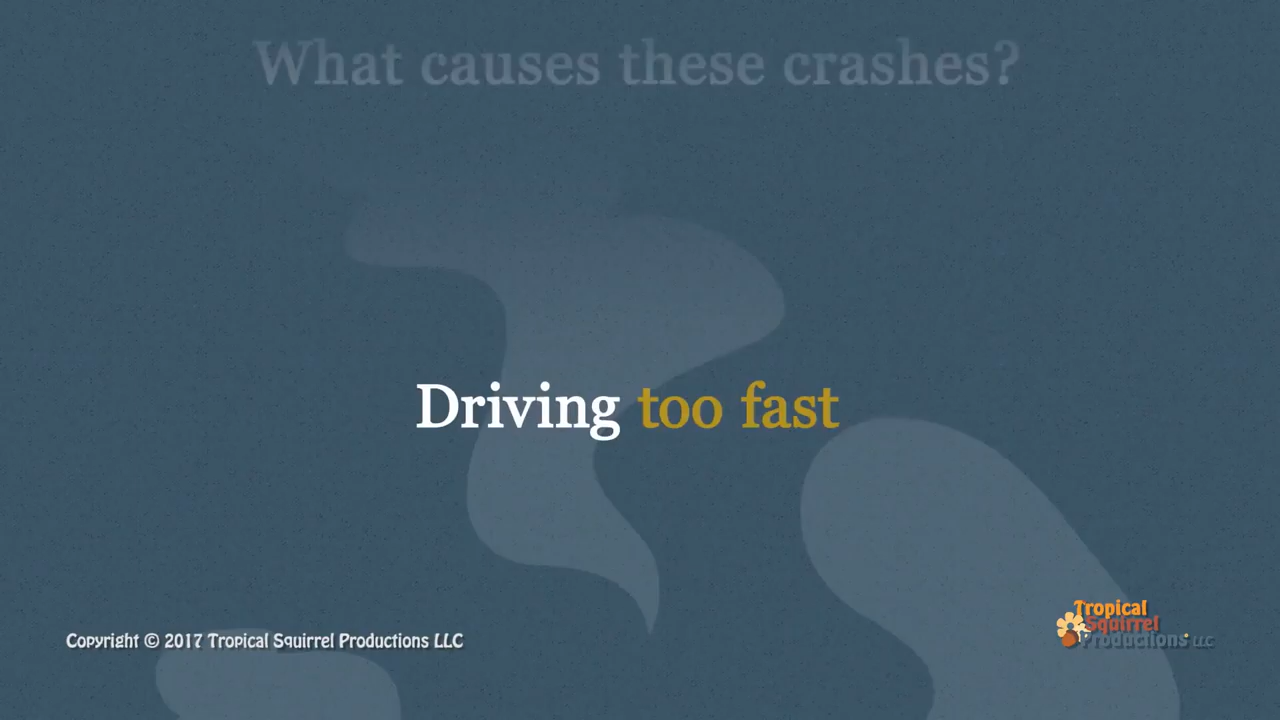 What causes these crashes?
Driving too fast
Copyright © 2017 Tropical Squirrel Productions LLC
Tropical
Squirrel
Productions LLC